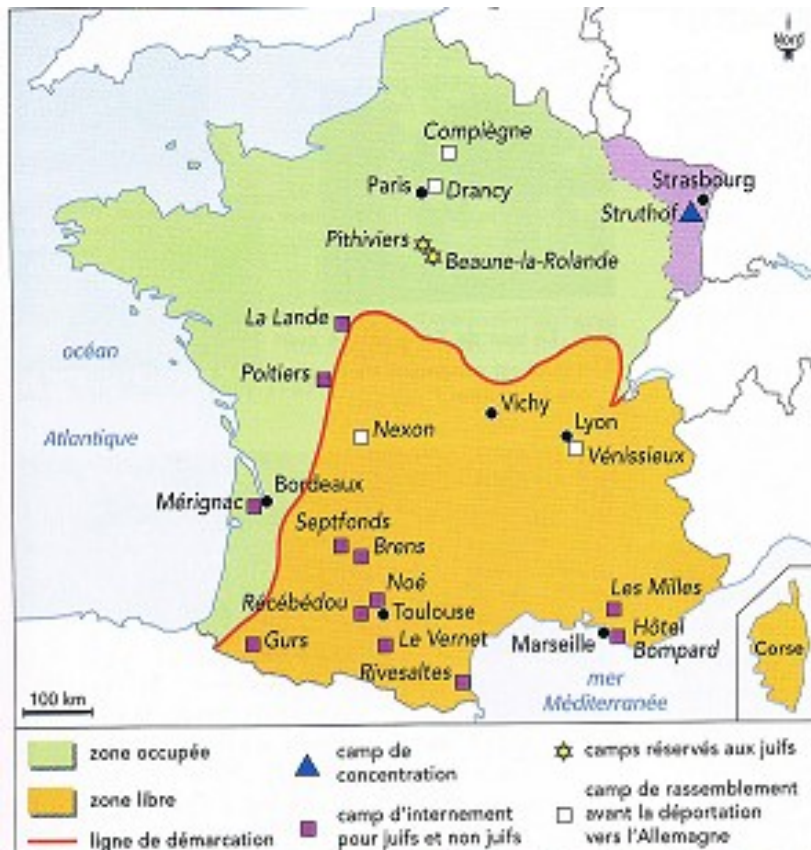 Nord
Compiègne
Paris
Drancy
Strasbourg
Struthof
Pithiviers
Beaune-la-Rolande
La Lande
océan
Poitiers
Vichy
Atlantique
Nexon
Lyon
Vénissieux
Mérignac
Bordeaux
Septfonds
Brens
Noé
Les Milles
Récébédou
Toulouse
Hôtel
Bompard
Gurs
Le Vernet
Marseille
Corse
Rivesaltes
mer
Méditerranée
100 km
zone occupée
zone libre
ligne de démarcation
camp de
concentration
camp d'internement
pour juifs et non juifs
camps réservés aux juifs
camp de rassemblement
avant la déportation
vers l'Allemagne